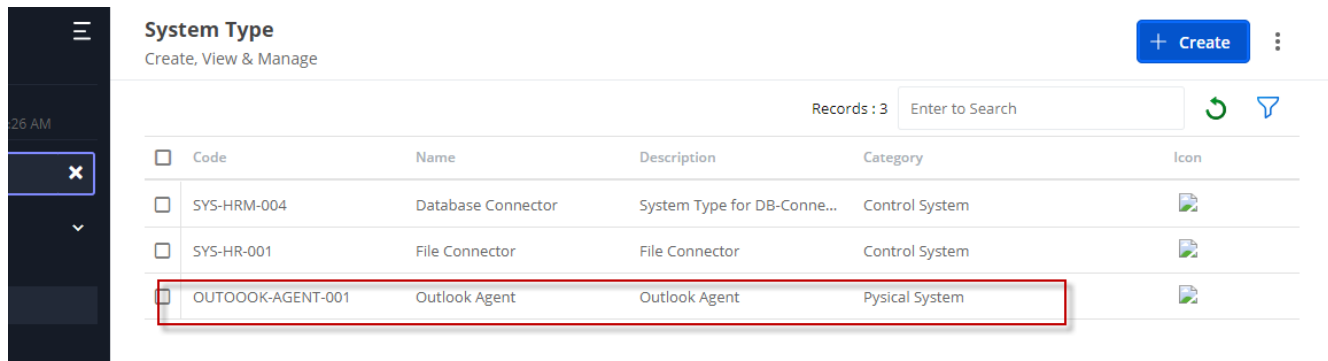 System Type
Create, View & Manage
+ Create
:26 AM
Records : 3 Enter to Search
Code Name Description Category Icon
SYS-HRM-004 Database Connector System Type for DB-Conne... Control System
SYS-HR-001 File Connector File Connector Control System
OUTOOOK-AGENT-001 Outlook Agent Outlook Agent Pysical System